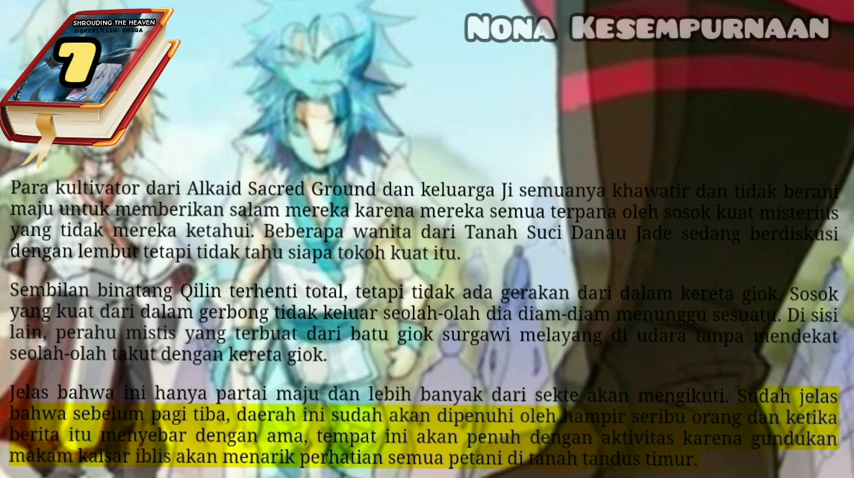 SHROUDING THE HEAVEN
7
Nona Kesempurnaan
Para kultivator dari Alkaid Sacred Ground dan keluarga Ji semuanya khawatir dan tidak berani
maju untuk memberikan salam mereka karena mereka semua terpana oleh sosok kuat misterius
yang tidak mereka ketahui. Beberapa wanita dari Tanah Suci Danau Jade sedang berdiskusi
dengan lembut tetapi tidak tahu siapa tokoh kuat itu.
Sembilan binatang Qilin terhenti total, tetapi tidak ada gerakan dari dalam kereta giok. Sosok
yang kuat dari dalam gerbong tidak keluar seolah-olah dia diam-diam menunggu sesuatu. Di sisi
lain, perahu mistis yang terbuat dari batu giok surgawi melayang di udara tanpa mendekat
seolah-olah takut dengan kereta giok.
Jelas bahwa ini hanya partai maju dan lebih banyak dari sekte akan mengikuti. Sudah jelas
bahwa sebelum pagi tiba, daerah ini sudah akan dipenuhi oleh hampir seribu orang dan ketika
berita itu menyebar dengan ama, tempat ini akan penuh dengan aktivitas karena gundukan
makam kaisar iblis akan menarik perhatian semua petani di tanah tandus timur.